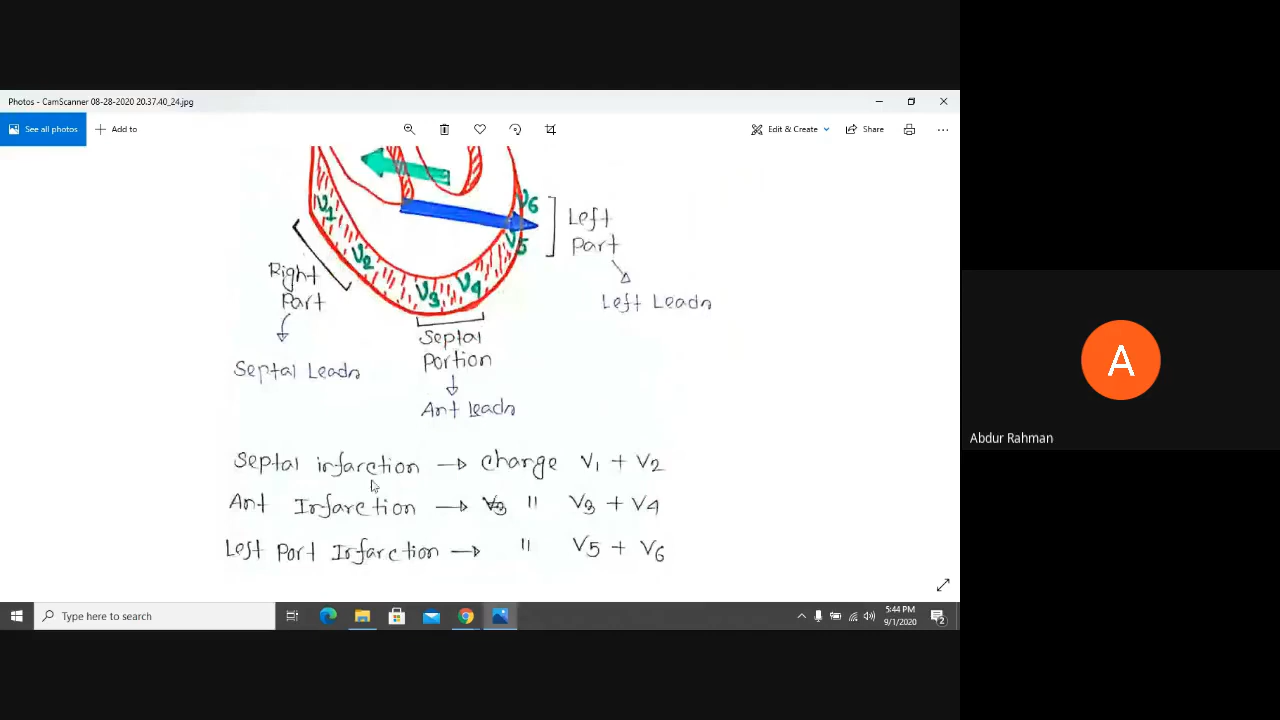 Photos - CamScanner 08-28-2020 20.37.40_24.jpg
See all photos
Add to
Edit & Create
Share
V1
V2
V3
V4
V5
V6
Left
Part
Left Leads
Right
Part
Septal Leads
Septal
Portion
Ant Leads
A
Abdur Rahman
Septal infarction → change V1 + V2
Ant Infarction → V3 " V3 + V4
Left Part Infarction → " V5 + V6
Type here to search
5:44 PM
9/1/2020
2